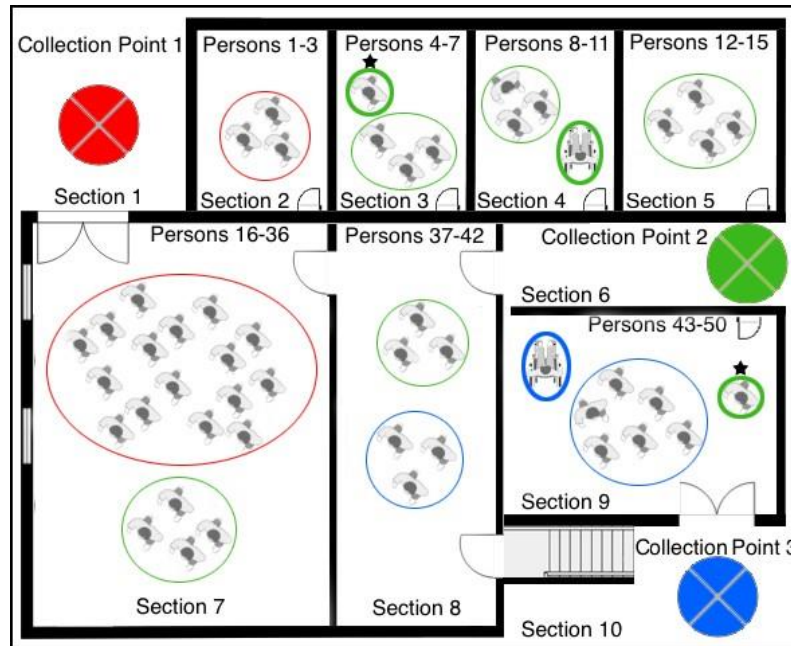 Collection Point 1
Persons 1-3
Persons 4-7
Persons 8-11
Persons 12-15
Section 1
Section 2
Section 3
Section 4
Section 5
Persons 16-36
Persons 37-42
Collection Point 2
Section 6
Persons 43-50
Section 9
Collection Point 3
Section 7
Section 8
Section 10